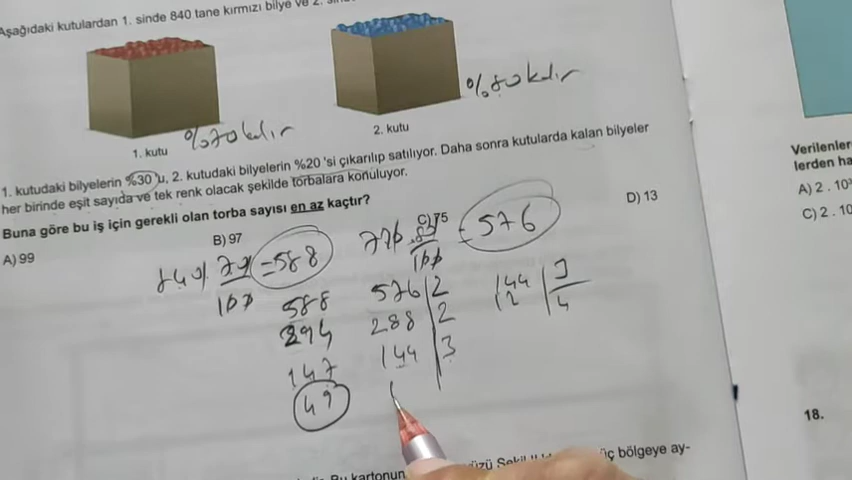 Aşağıdaki kutulardan 1. sinde 840 tane kırmızı bilye ve 2.
%70 kalır
%80 kalır
1. kutu
2. kutu
1. kutudaki bilyelerin %30'u, 2. kutudaki bilyelerin %20 'si çıkarılıp satılıyor. Daha sonra kutularda kalan bilyeler
her birinde eşit sayıda ve tek renk olacak şekilde torbalara konuluyor.
Buna göre bu iş için gerekli olan torba sayısı en az kaçtır?
A) 99
B) 97
C) 75
D) 13
= 588
= 576
588 576 2
294 288 2
147 144 3
49
144 3
12 4
Verilenler
lerden ha
A) 2 . 10
C) 2 . 10
18.
Bu kartonun
üç bölgeye ay-